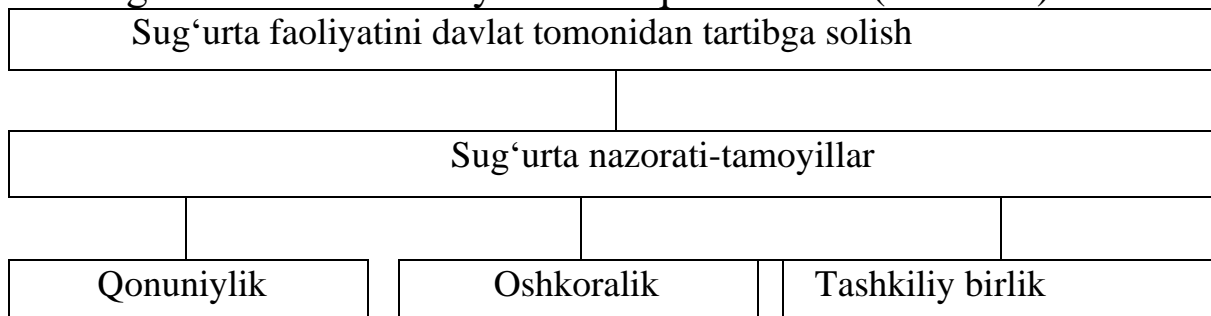 Sug‘urta faoliyatini davlat tomonidan tartibga solish
Sug‘urta nazorati-tamoyillar
Qonuniylik Oshkoralik Tashkiliy birlik